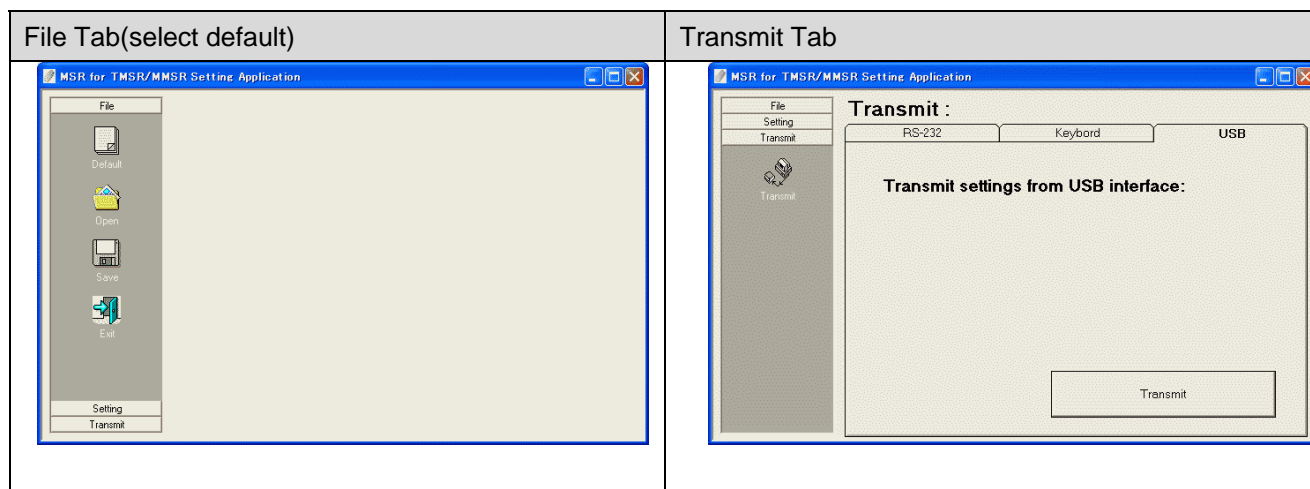 File Tab(select default)
Transmit Tab
MSR for TMSR/MMSR Setting Application
File
Default
Open
Save
Exit
Setting
Transmit
MSR for TMSR/MMSR Setting Application
File
Setting
Transmit
Transmit
Transmit :
RS-232
Keybord
USB
Transmit settings from USB interface:
Transmit